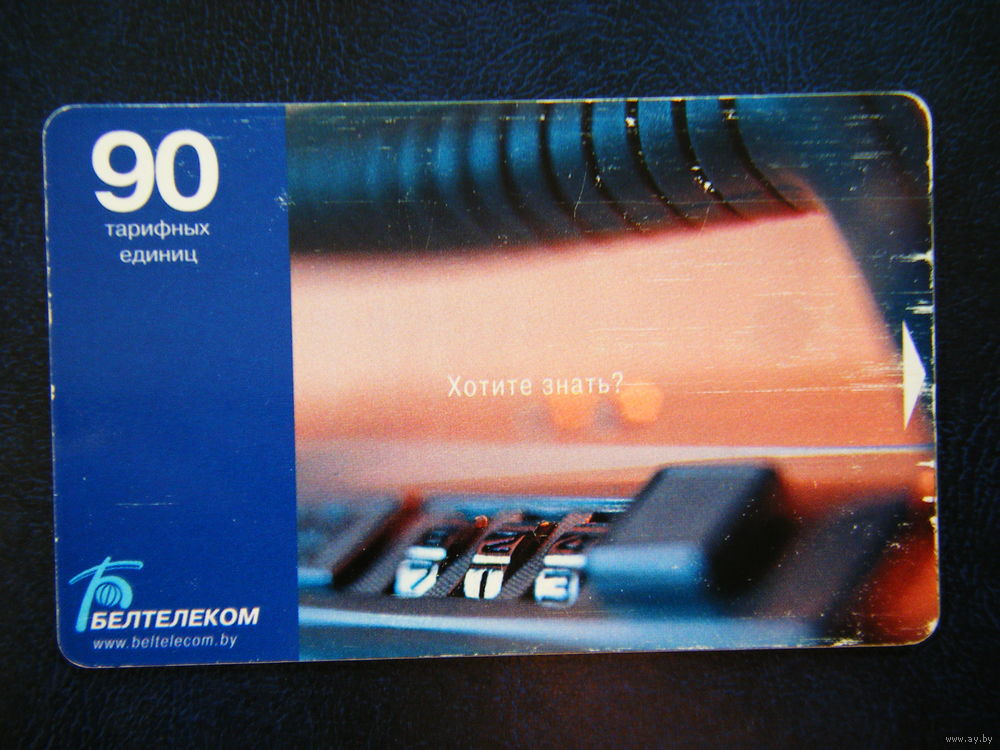 90
тарифных
единиц
Хотите знать?
БЕЛТЕЛЕКОМ
www.beltelecom.by
www.ay.by